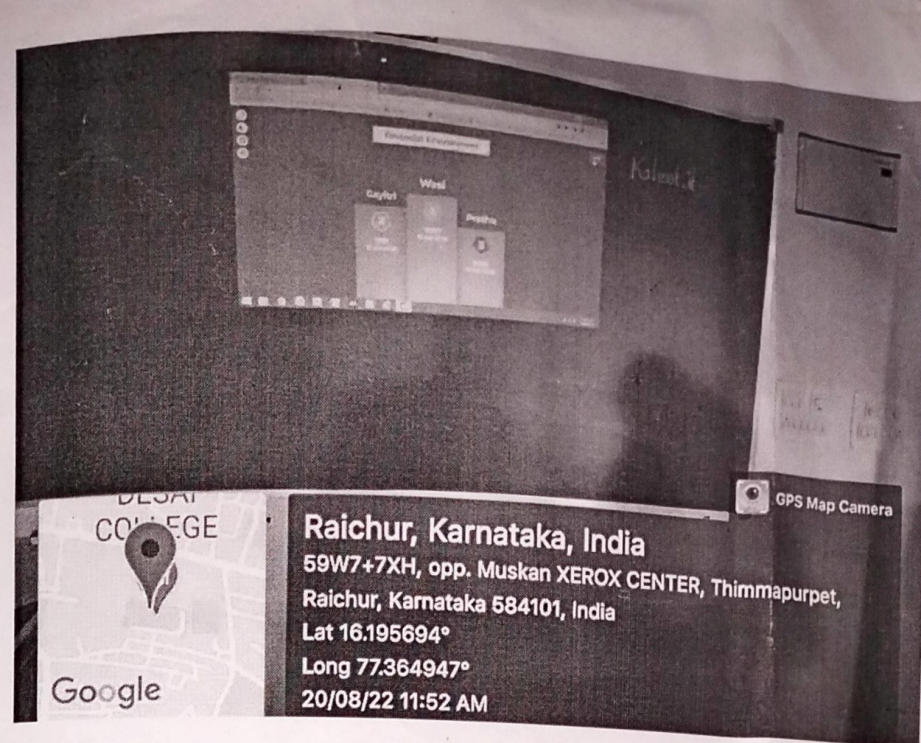 Gayitri
Wasi
GPS Map Camera
DESAI
COLLEGE
Google
Raichur, Karnataka, India
59W7+7XH, opp. Muskan XEROX CENTER, Thimmapurpet,
Raichur, Karnataka 584101, India
Lat 16.195694°
Long 77.364947°
20/08/22 11:52 AM